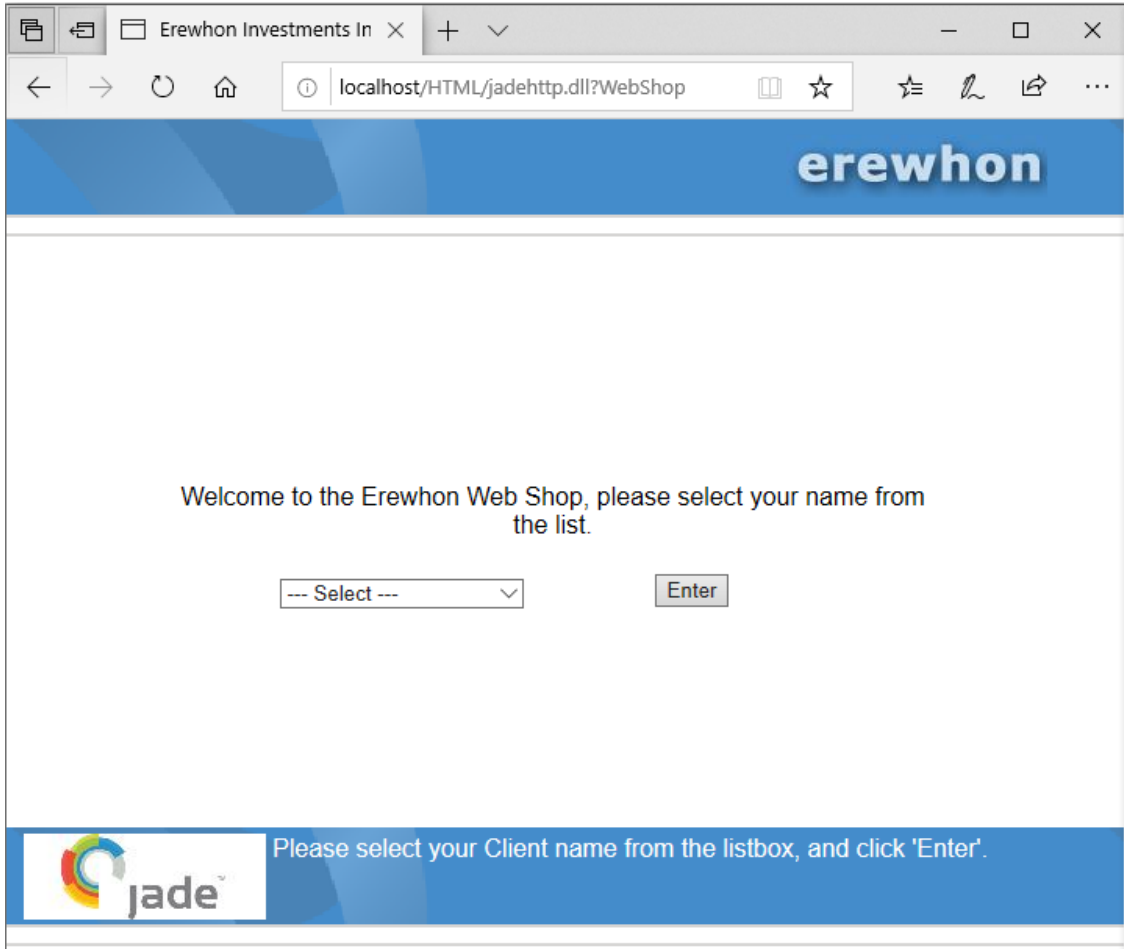 Erewhon Investments In
localhost/HTML/jadehttp.dll?WebShop
erewhon
Welcome to the Erewhon Web Shop, please select your name from
the list.
--- Select ---
Enter
Please select your Client name from the listbox, and click 'Enter'.
jade